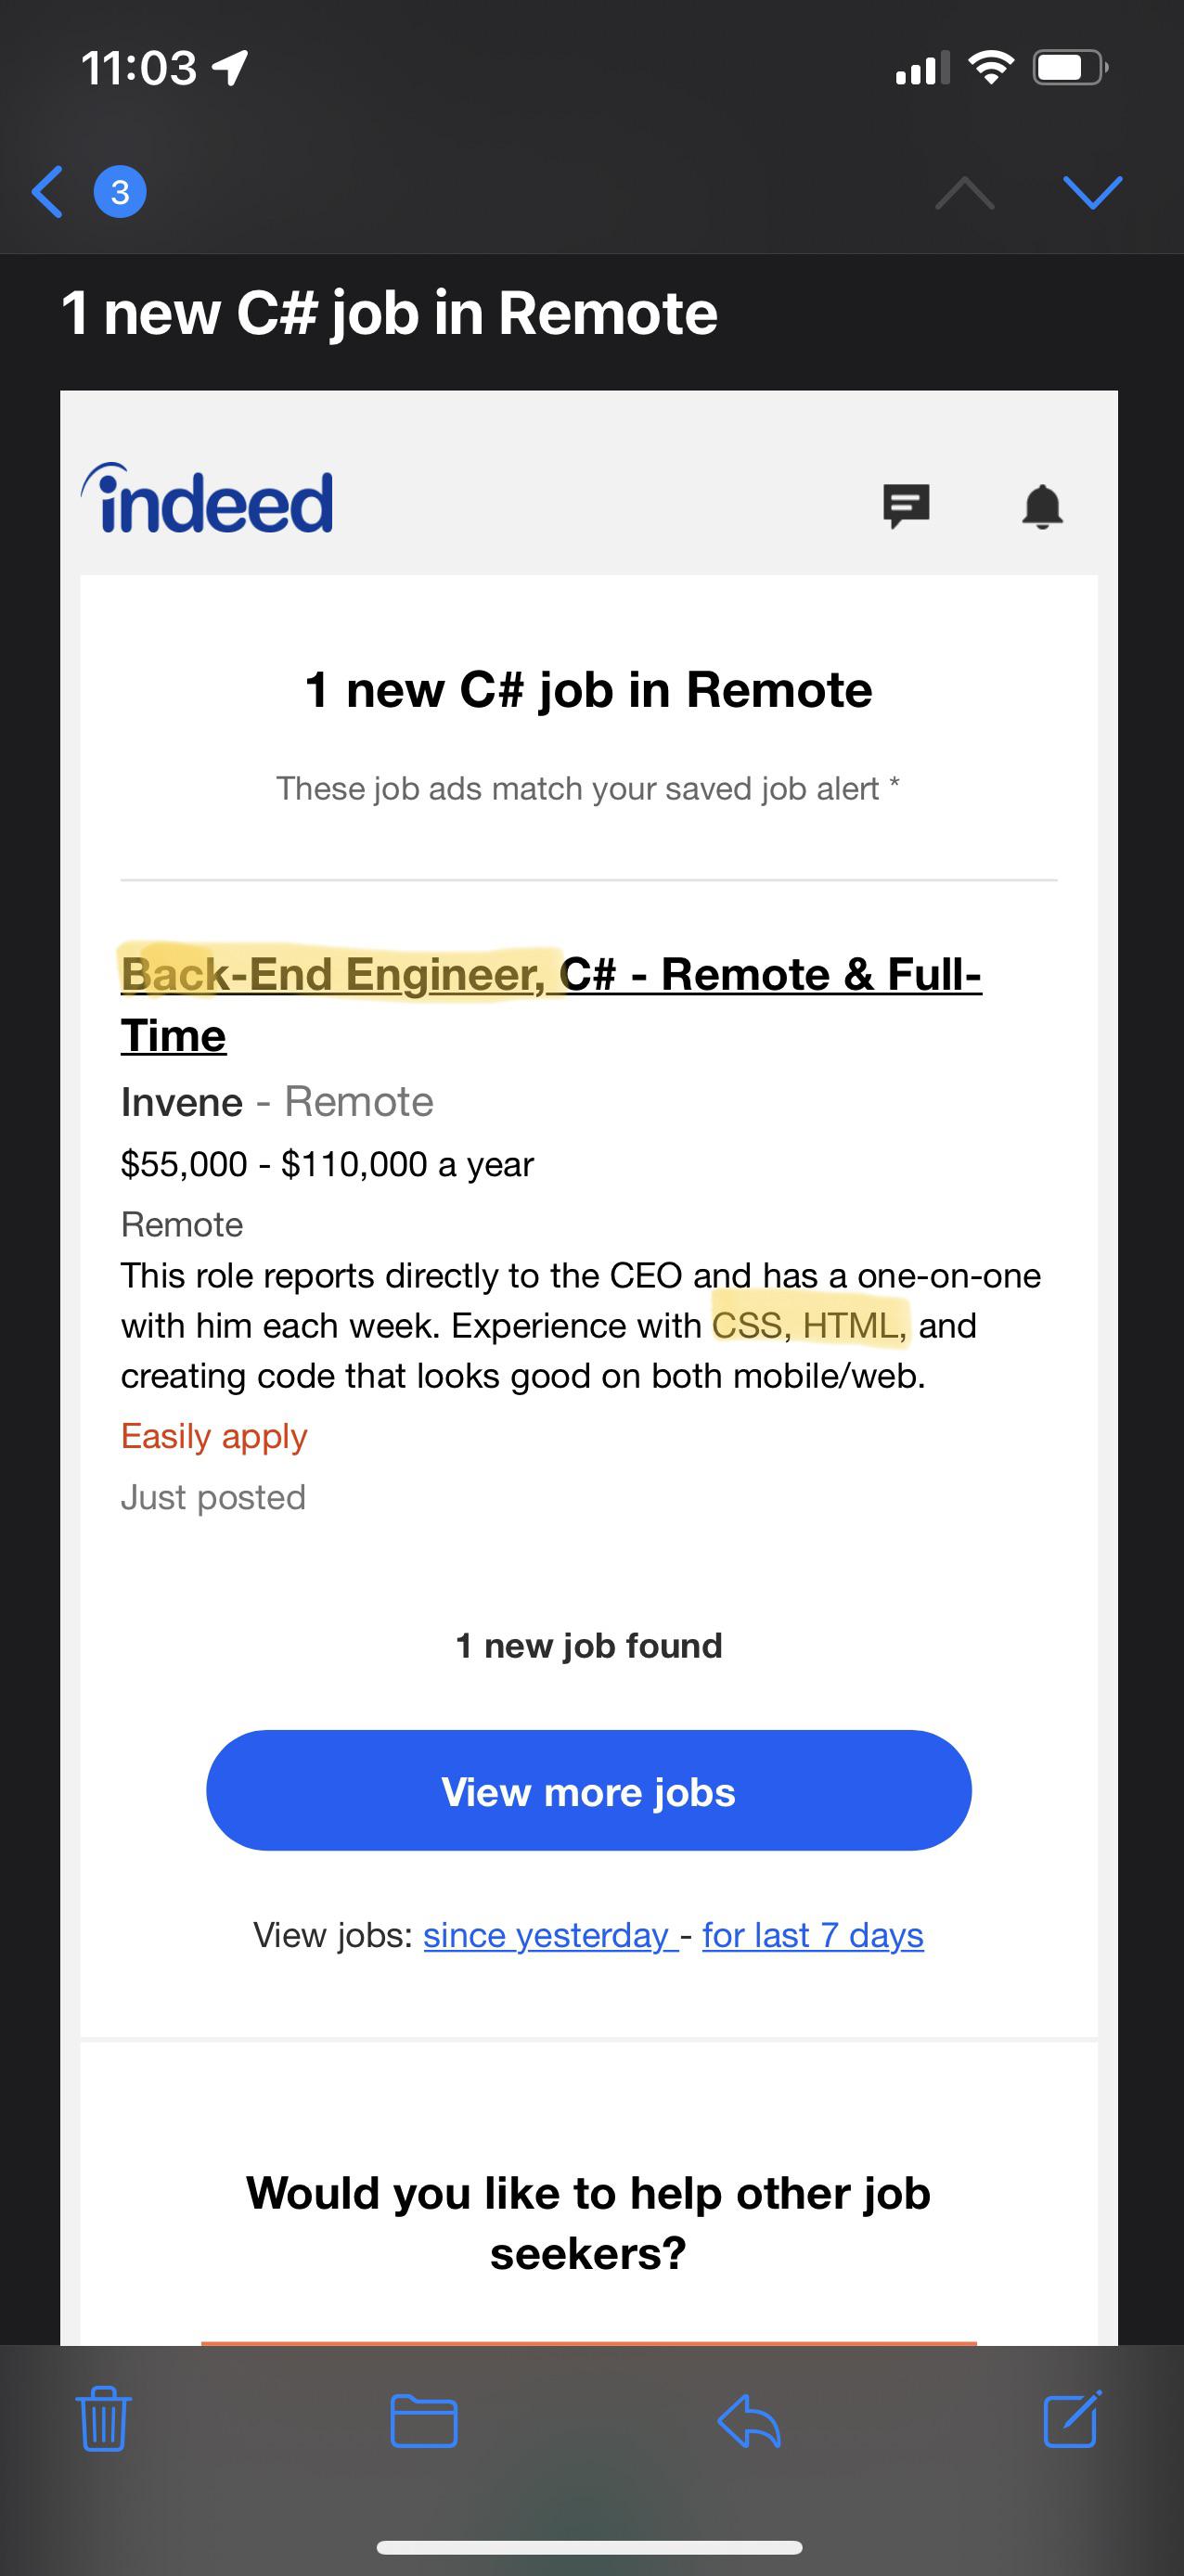 11:03
3
1 new C# job in Remote
indeed
1 new C# job in Remote
These job ads match your saved job alert *
Back-End Engineer, C# - Remote & Full-
Time
Invene - Remote
$55,000 - $110,000 a year
Remote
This role reports directly to the CEO and has a one-on-one
with him each week. Experience with CSS, HTML, and
creating code that looks good on both mobile/web.
Easily apply
Just posted
1 new job found
View more jobs
View jobs: since yesterday - for last 7 days
Would you like to help other job
seekers?